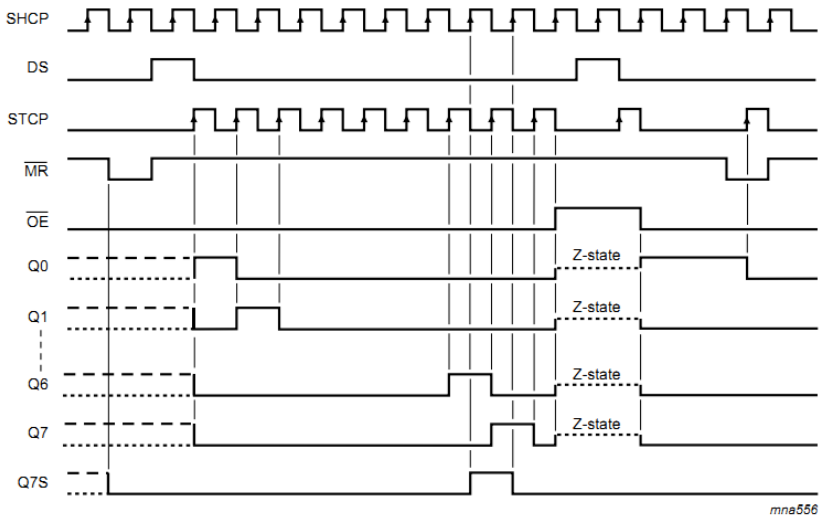 SHCP
DS
STCP
MR
OE
Q0
Z-state
Q1
Z-state
Q6
Z-state
Q7
Z-state
Q7S
mna556